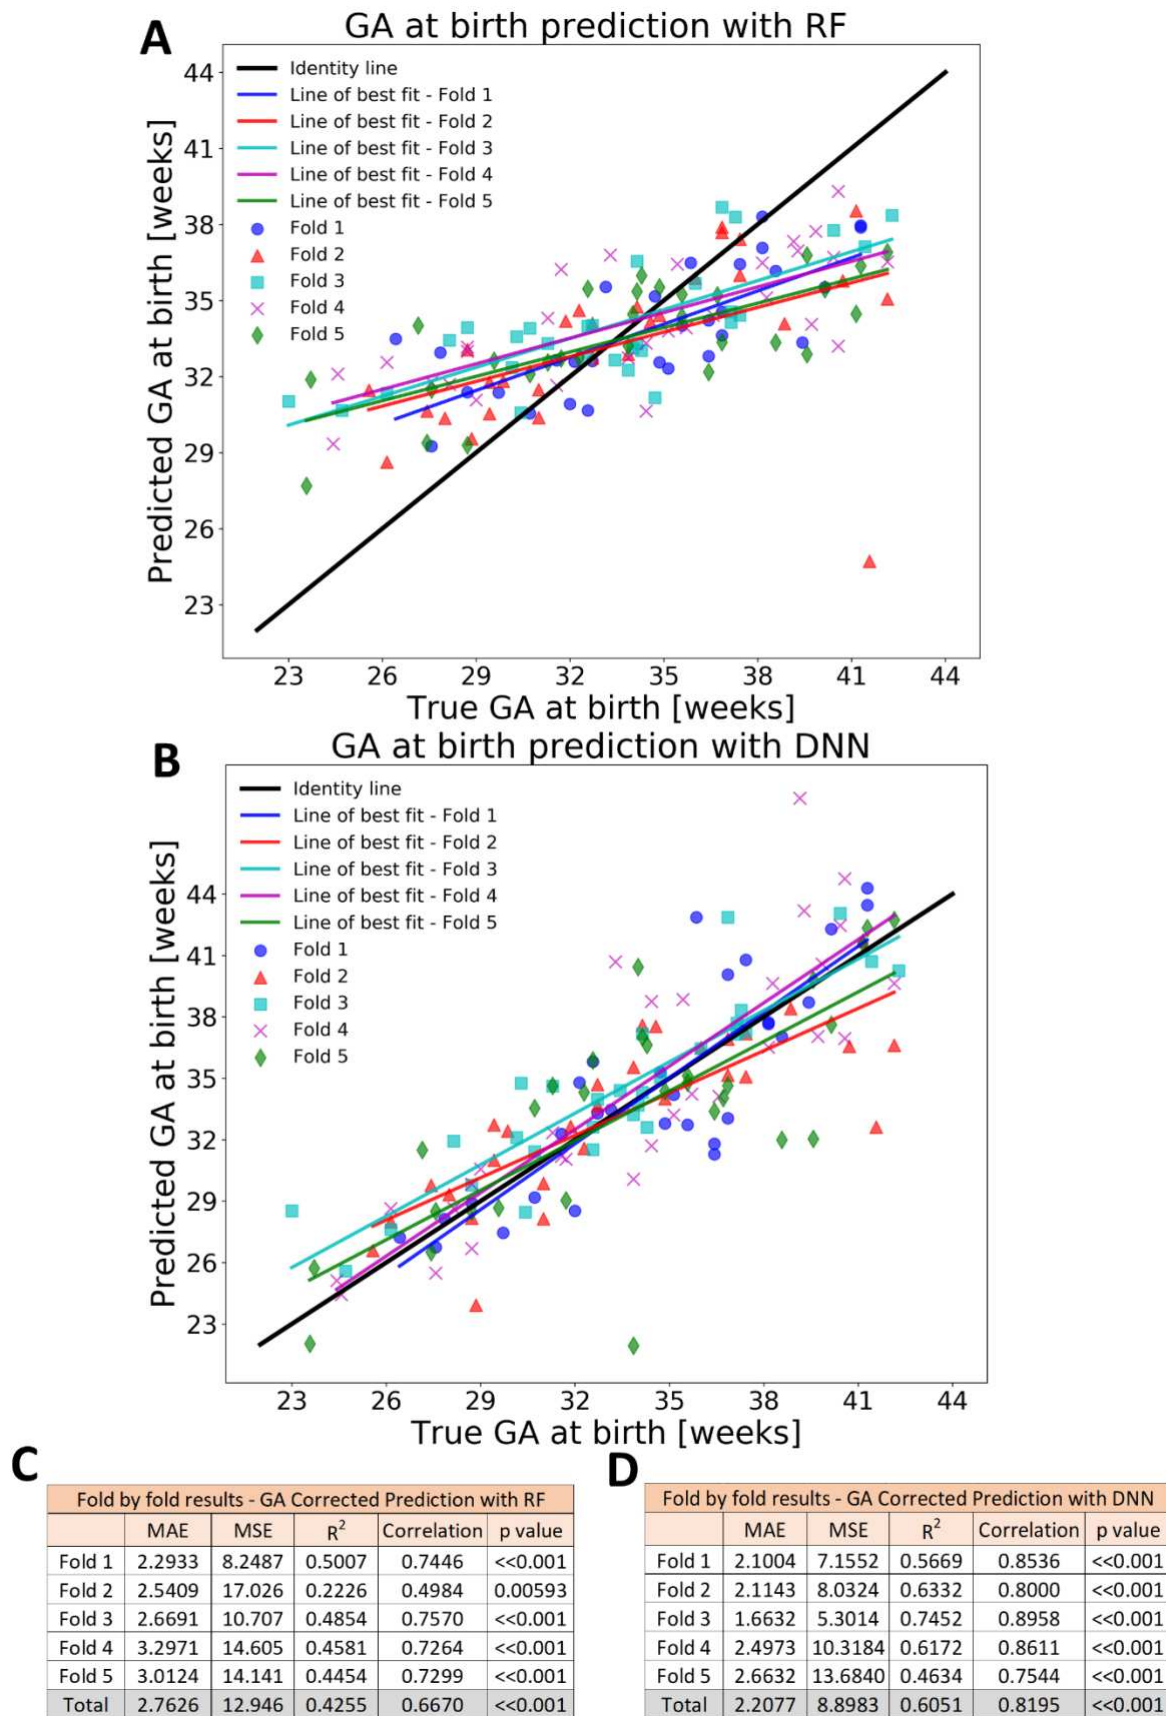 A
GA at birth prediction with RF
Identity line
Line of best fit - Fold 1
Line of best fit - Fold 2
Line of best fit - Fold 3
Line of best fit - Fold 4
Line of best fit - Fold 5
Fold 1
Fold 2
Fold 3
Fold 4
Fold 5
44
41
38
35
32
29
26
23
Predicted GA at birth [weeks]
23 26 29 32 35 38 41 44
True GA at birth [weeks]
B
GA at birth prediction with DNN
Identity line
Line of best fit - Fold 1
Line of best fit - Fold 2
Line of best fit - Fold 3
Line of best fit - Fold 4
Line of best fit - Fold 5
Fold 1
Fold 2
Fold 3
Fold 4
Fold 5
44
41
38
35
32
29
26
23
Predicted GA at birth [weeks]
23 26 29 32 35 38 41 44
True GA at birth [weeks]
C
Fold by fold results - GA Corrected Prediction with RF
MAE MSE R² Correlation p value
Fold 1 2.2933 8.2487 0.5007 0.7446 <<0.001
Fold 2 2.5409 17.026 0.2226 0.4984 0.00593
Fold 3 2.6691 10.707 0.4854 0.7570 <<0.001
Fold 4 3.2971 14.605 0.4581 0.7264 <<0.001
Fold 5 3.0124 14.141 0.4454 0.7299 <<0.001
Total 2.7626 12.946 0.4255 0.6670 <<0.001
D
Fold by fold results - GA Corrected Prediction with DNN
MAE MSE R² Correlation p value
Fold 1 2.1004 7.1552 0.5669 0.8536 <<0.001
Fold 2 2.1143 8.0324 0.6332 0.8000 <<0.001
Fold 3 1.6632 5.3014 0.7452 0.8958 <<0.001
Fold 4 2.4973 10.3184 0.6172 0.8611 <<0.001
Fold 5 2.6632 13.6840 0.4634 0.7544 <<0.001
Total 2.2077 8.8983 0.6051 0.8195 <<0.001